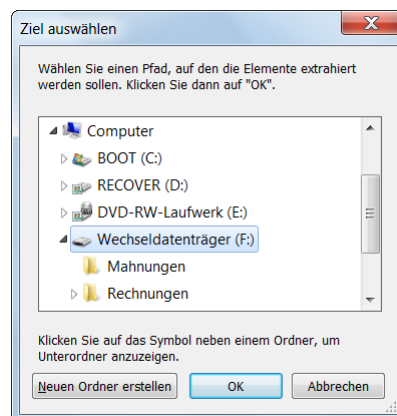 Ziel auswählen
Wählen Sie einen Pfad, auf den die Elemente extrahiert
werden sollen. Klicken Sie dann auf "OK".
Computer
BOOT (C:)
RECOVER (D:)
DVD-RW-Laufwerk (E:)
Wechseldatenträger (F:)
Mahnungen
Rechnungen
Klicken Sie auf das Symbol neben einem Ordner, um
Unterordner anzuzeigen.
Neuen Ordner erstellen OK Abbrechen